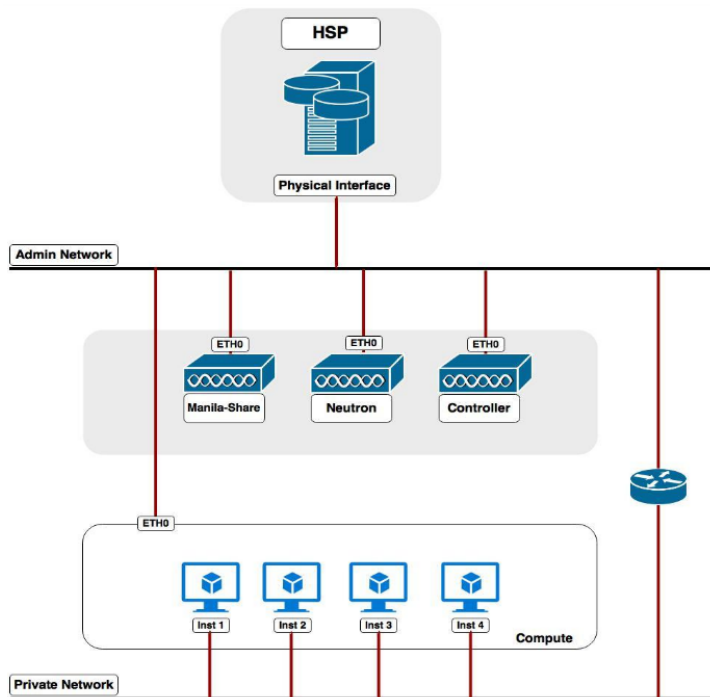 HSP
Physical Interface
Admin Network
ETH0
ETH0
ETH0
Manila-Share
Neutron
Controller
ETH0
Inst 1
Inst 2
Inst 3
Inst 4
Compute
Private Network